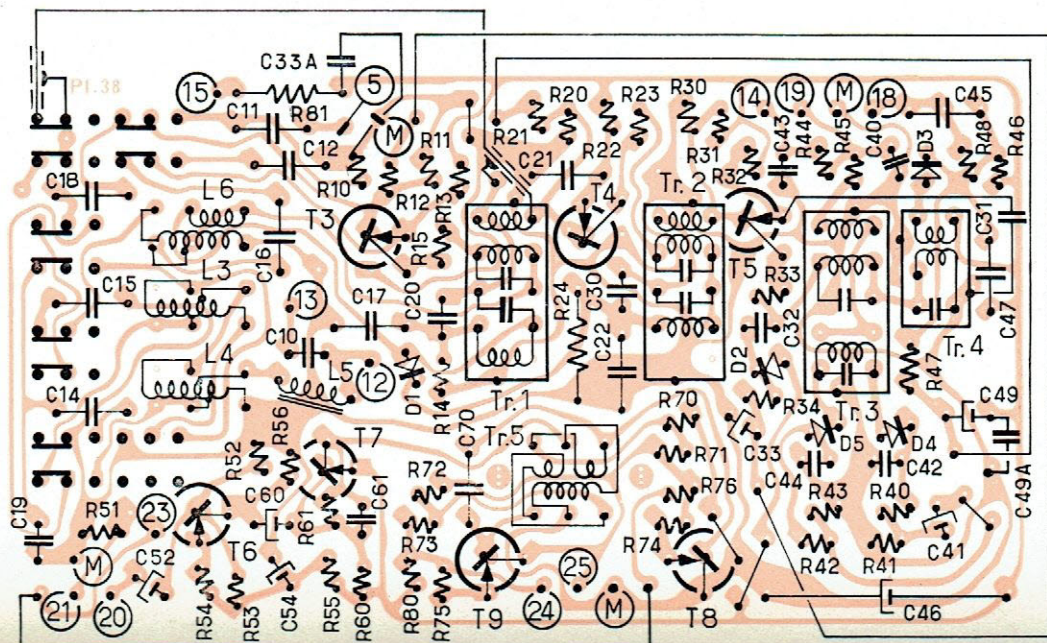 PI.38
C33A
15
C11
R81
5
M
C12
R10
R11
R12
R13
R21
C21
R20
R22
R23
R30
R31
R32
14
19
M
18
C43
R44
R45
C40
D3
C45
R48
R46
C18
L6
T3
R15
T4
Tr.2
T5
C31
L3
C16
C15
13
C17
C20
R24
C30
R33
C32
C47
L4
C10
L5
12
D1
R14
Tr.1
C22
D2
R34
Tr.3
R47
Tr.4
C14
R56
R52
T7
C70
Tr.5
R70
C33
D5
D4
C49
R71
R72
R76
C44
C42
C49A
C19
R51
23
C60
R61
C61
R43
R40
M
T6
R73
R74
R42
R41
C41
C52
21
20
R54
R53
C54
R55
R60
R80
R75
T9
24
25
M
T8
C46